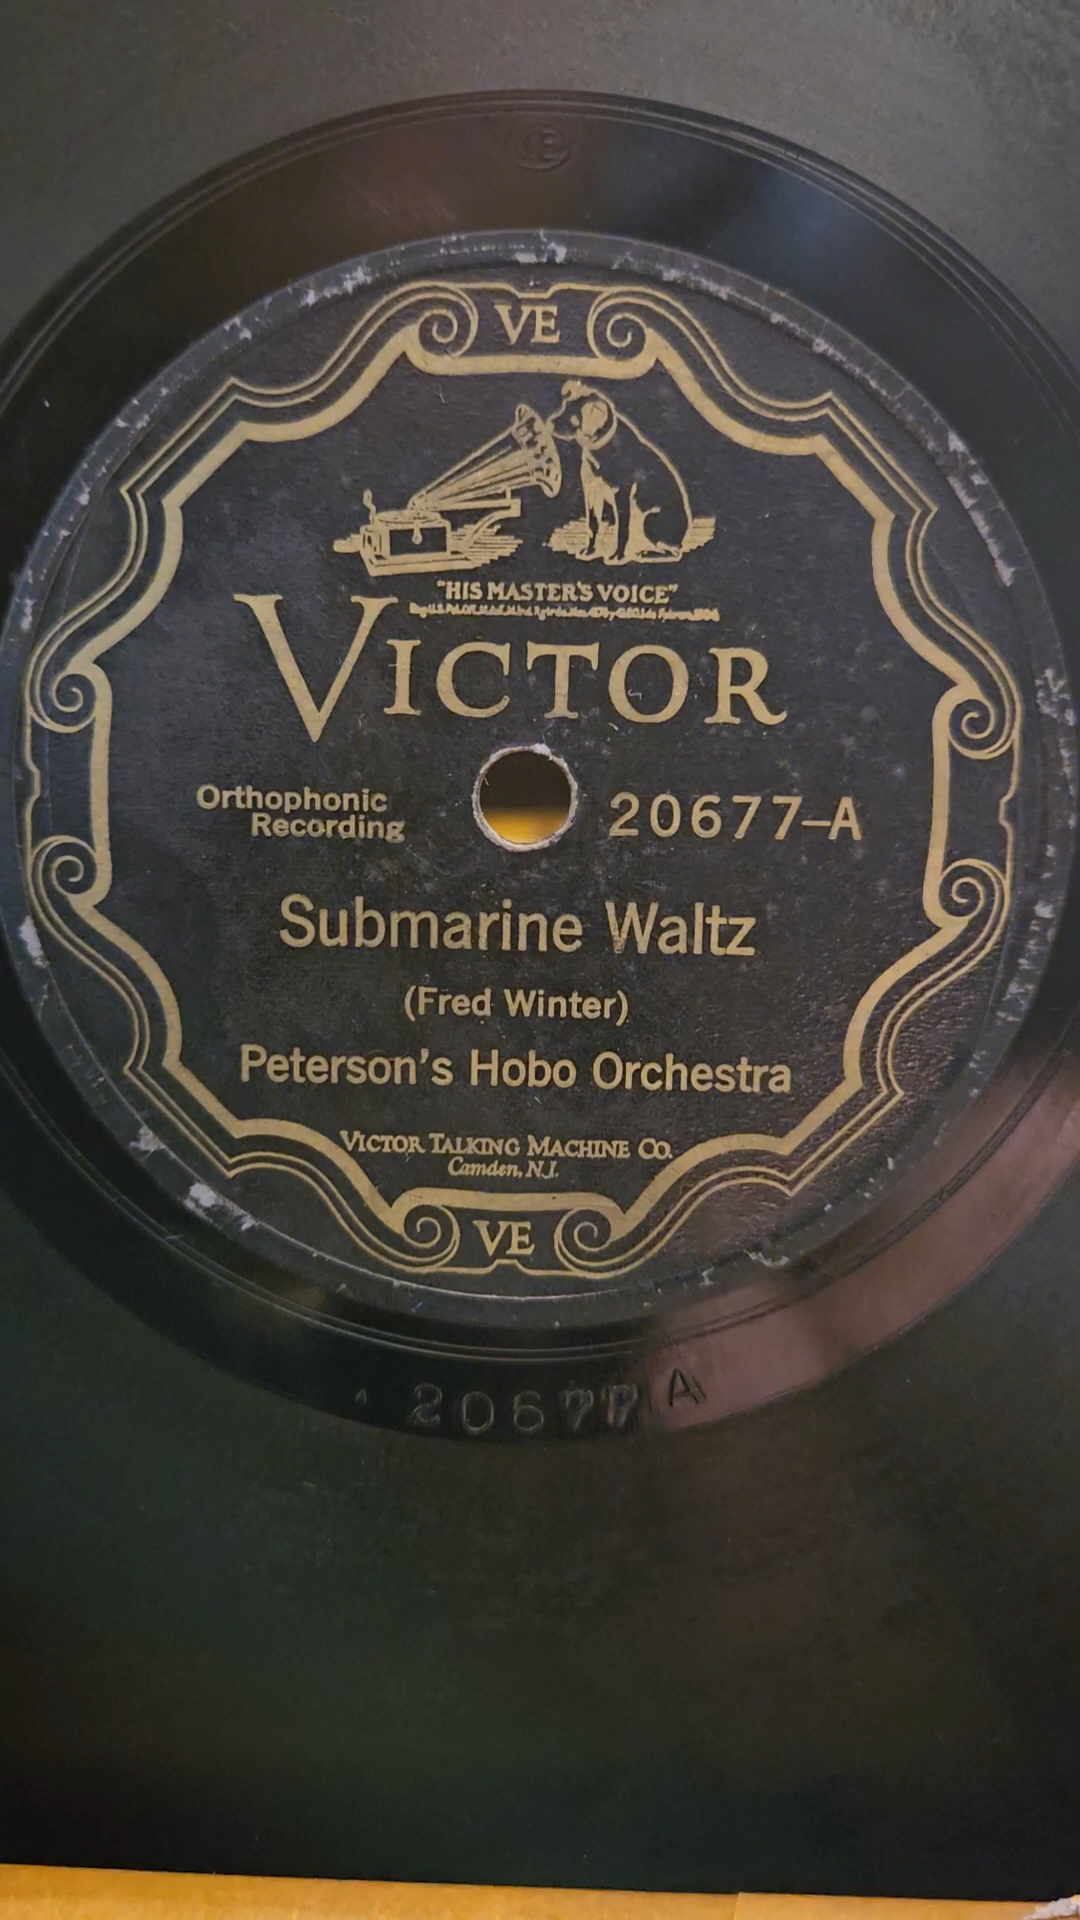 VE
VE
"HIS MASTER'S VOICE"
VICTOR
Orthophonic
Recording
20677-A
Submarine Waltz
(Fred Winter)
Peterson's Hobo Orchestra
VICTOR TALKING MACHINE CO.
Camden, N.J.
VE
20677 A